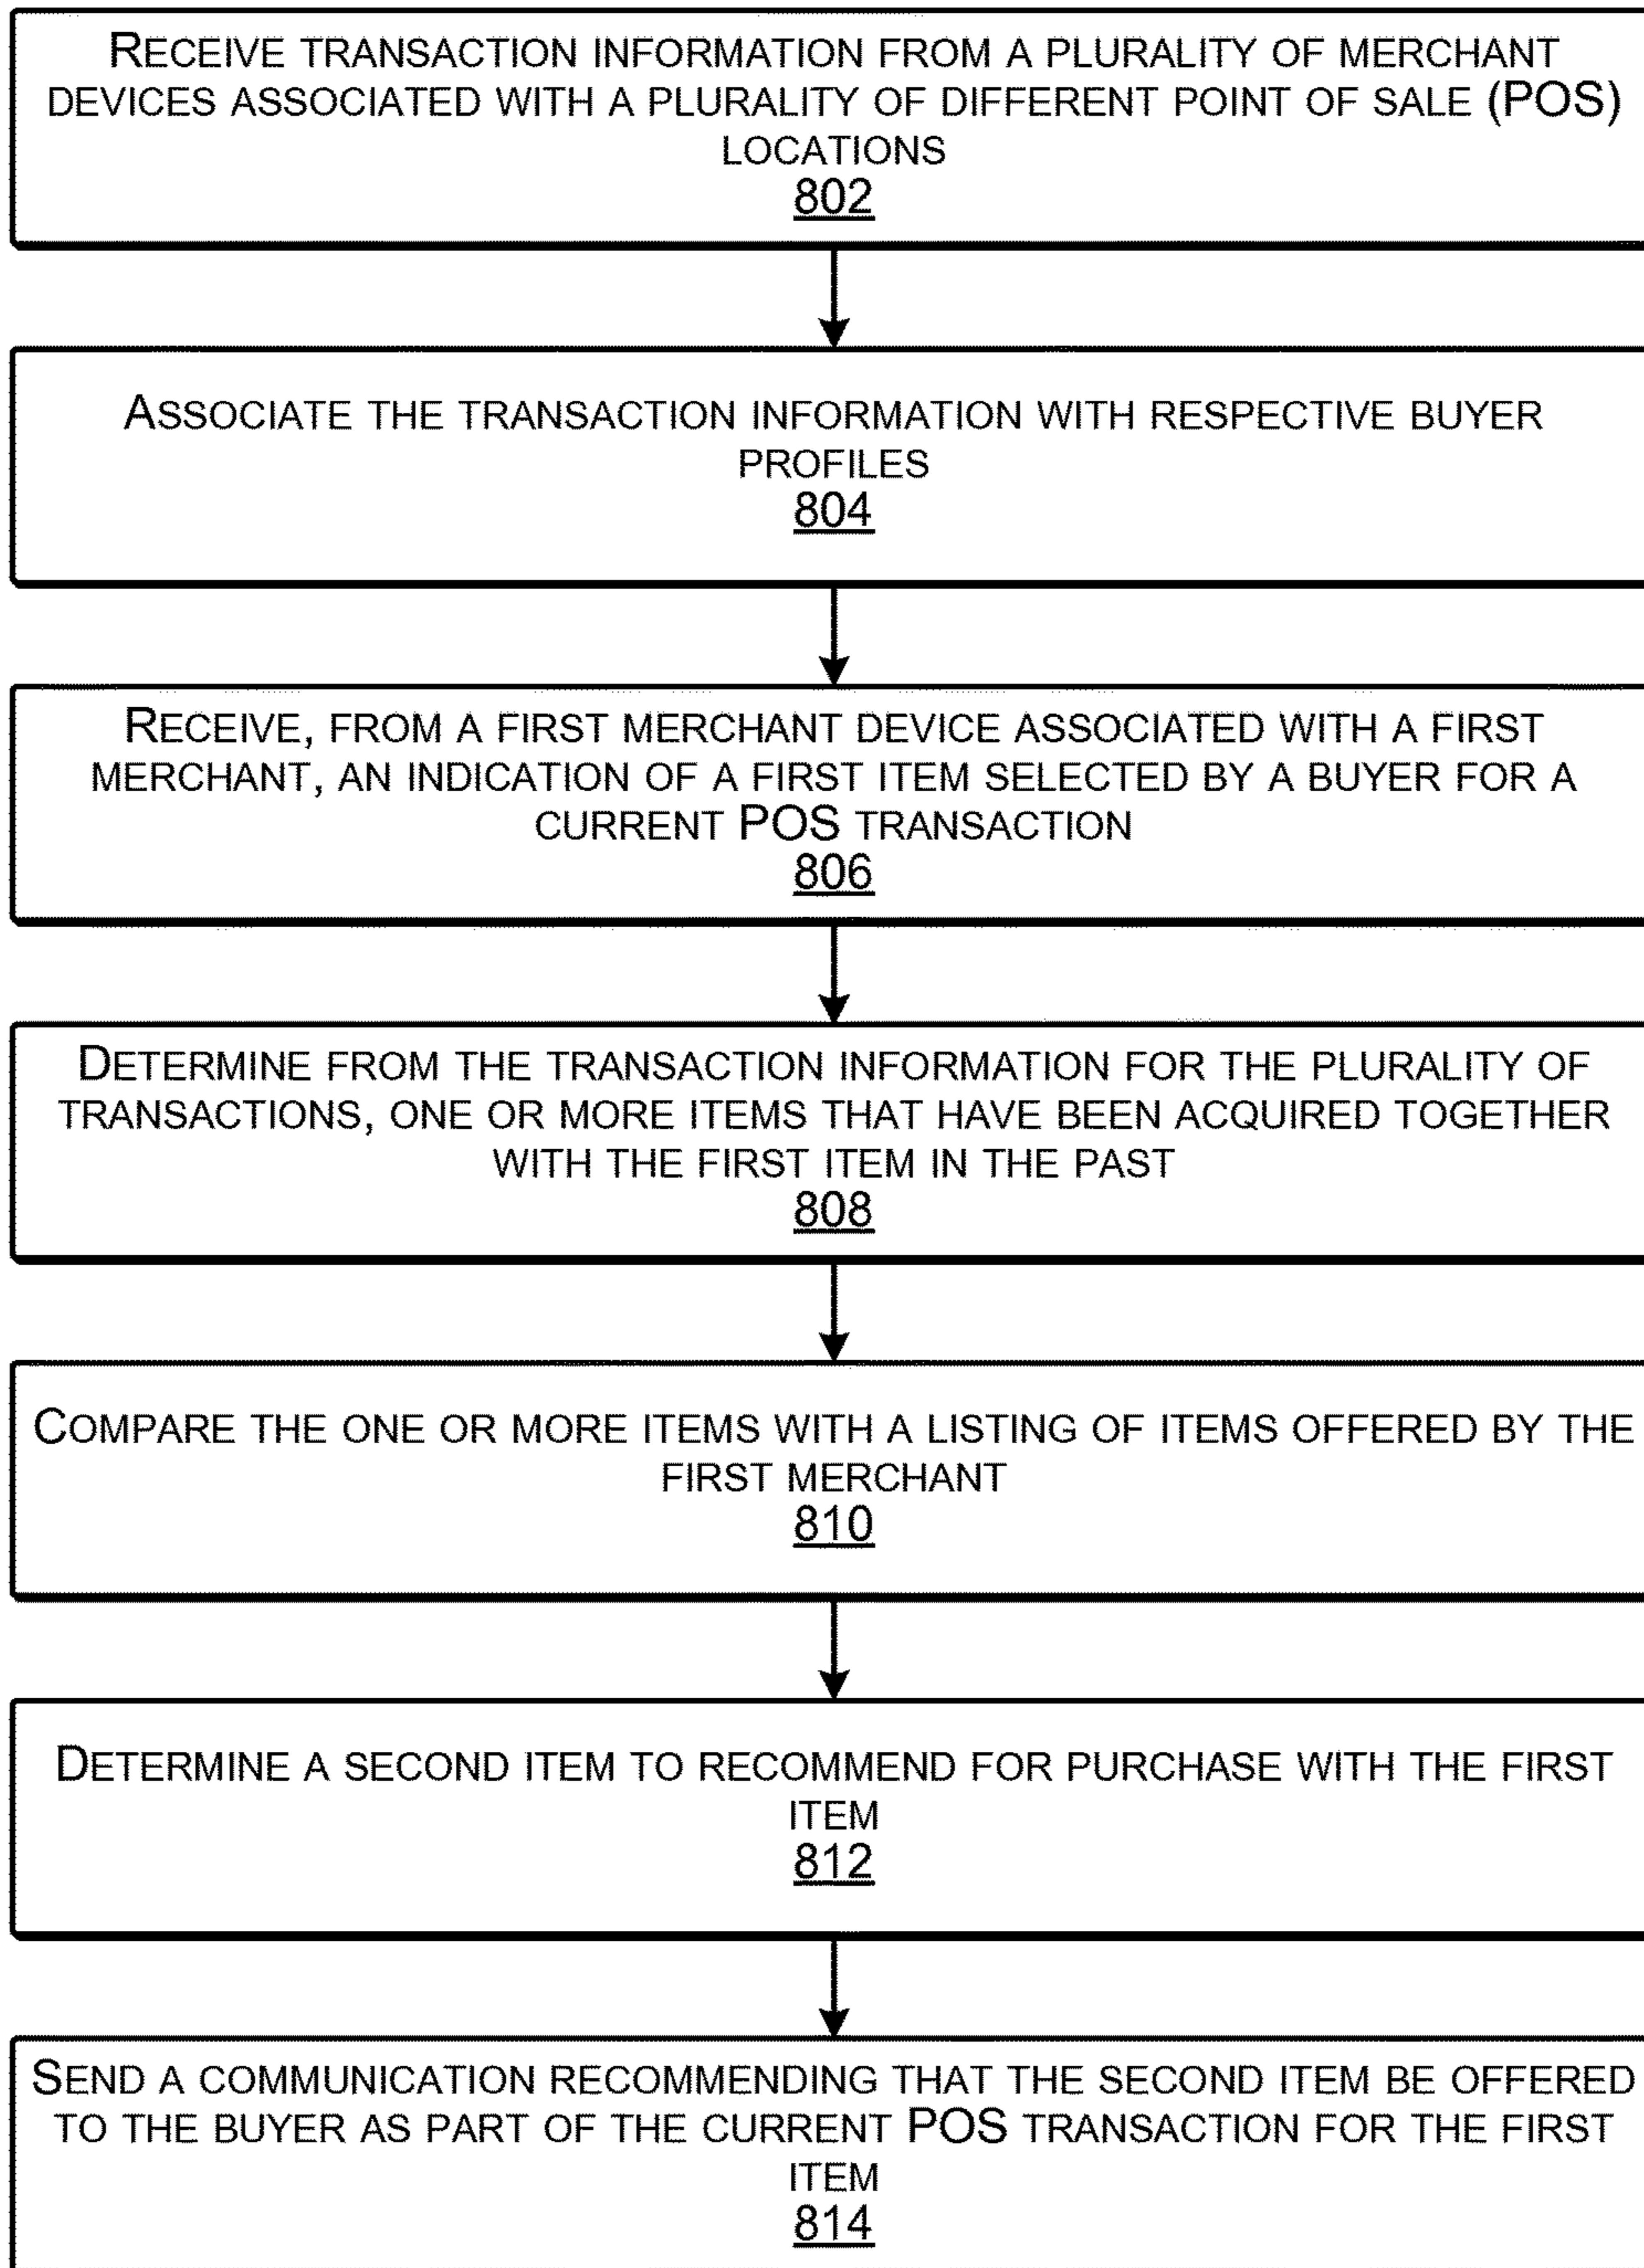 RECEIVE TRANSACTION INFORMATION FROM A PLURALITY OF MERCHANT
DEVICES ASSOCIATED WITH A PLURALITY OF DIFFERENT POINT OF SALE (POS)
LOCATIONS
802
ASSOCIATE THE TRANSACTION INFORMATION WITH RESPECTIVE BUYER
PROFILES
804
RECEIVE, FROM A FIRST MERCHANT DEVICE ASSOCIATED WITH A FIRST
MERCHANT, AN INDICATION OF A FIRST ITEM SELECTED BY A BUYER FOR A
CURRENT POS TRANSACTION
806
DETERMINE FROM THE TRANSACTION INFORMATION FOR THE PLURALITY OF
TRANSACTIONS, ONE OR MORE ITEMS THAT HAVE BEEN ACQUIRED TOGETHER
WITH THE FIRST ITEM IN THE PAST
808
COMPARE THE ONE OR MORE ITEMS WITH A LISTING OF ITEMS OFFERED BY THE
FIRST MERCHANT
810
DETERMINE A SECOND ITEM TO RECOMMEND FOR PURCHASE WITH THE FIRST
ITEM
812
SEND A COMMUNICATION RECOMMENDING THAT THE SECOND ITEM BE OFFERED
TO THE BUYER AS PART OF THE CURRENT POS TRANSACTION FOR THE FIRST
ITEM
814